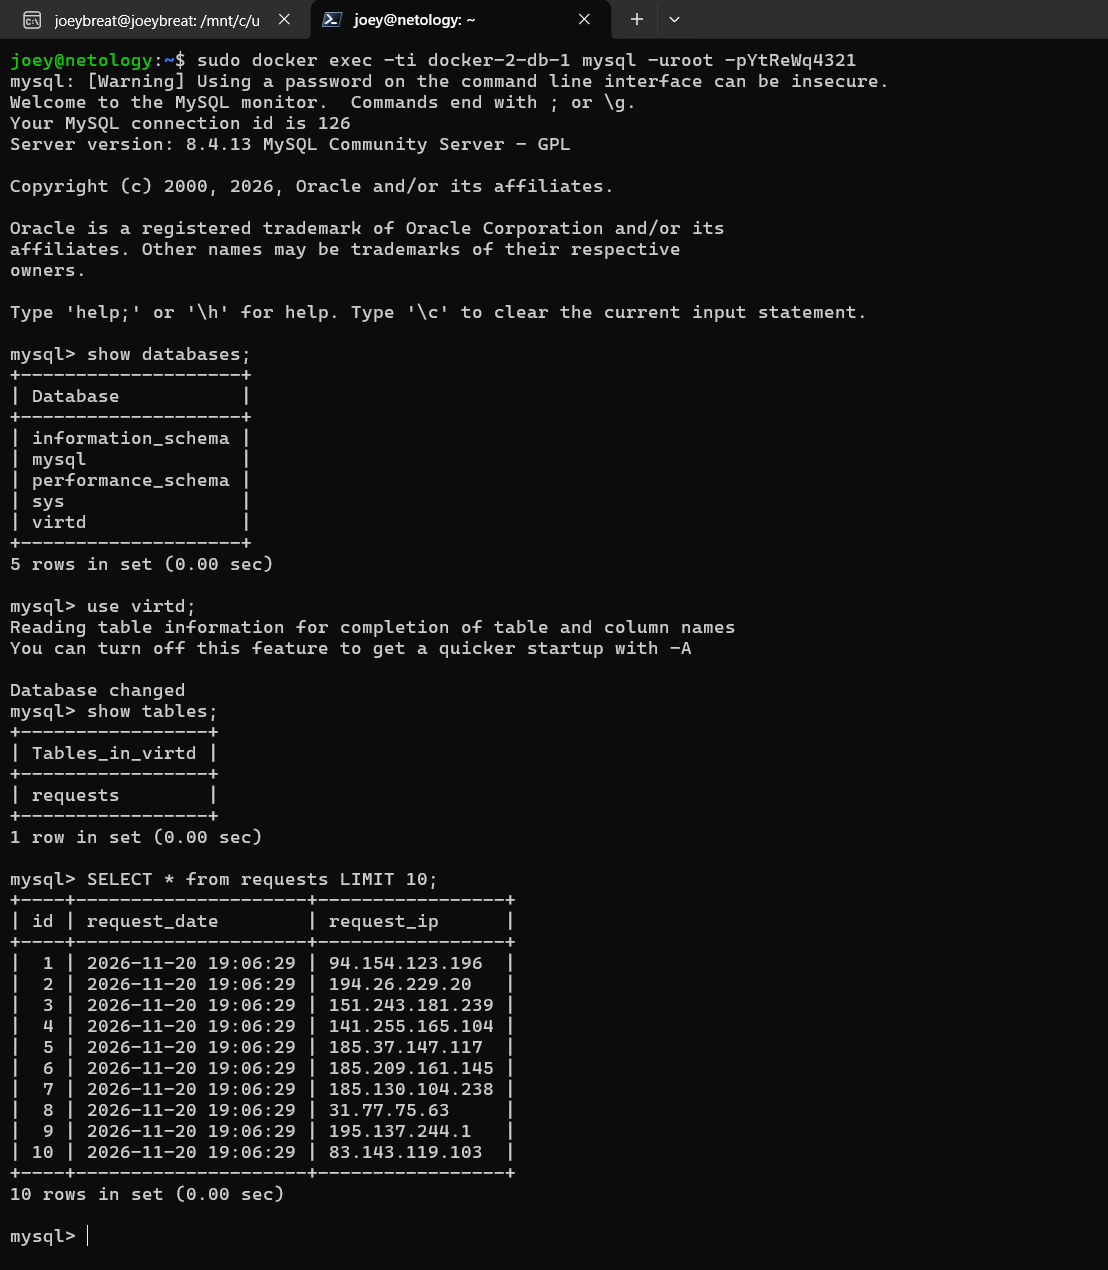 joeybreat@joeybreat: /mnt/c/u
joey@netology: ~
joey@netology:~$ sudo docker exec -ti docker-2-db-1 mysql -uroot -pYtReWq4321
mysql: [Warning] Using a password on the command line interface can be insecure.
Welcome to the MySQL monitor.  Commands end with ; or \g.
Your MySQL connection id is 126
Server version: 8.4.13 MySQL Community Server - GPL

Copyright (c) 2000, 2026, Oracle and/or its affiliates.

Oracle is a registered trademark of Oracle Corporation and/or its
affiliates. Other names may be trademarks of their respective
owners.

Type 'help;' or '\h' for help. Type '\c' to clear the current input statement.

mysql> show databases;
+--------------------+
| Database           |
+--------------------+
| information_schema |
| mysql              |
| performance_schema |
| sys                |
| virtd              |
+--------------------+
5 rows in set (0.00 sec)

mysql> use virtd;
Reading table information for completion of table and column names
You can turn off this feature to get a quicker startup with -A

Database changed
mysql> show tables;
+-----------------+
| Tables_in_virtd |
+-----------------+
| requests        |
+-----------------+
1 row in set (0.00 sec)

mysql> SELECT * from requests LIMIT 10;
+----+---------------------+-----------------+
| id | request_date        | request_ip      |
+----+---------------------+-----------------+
|  1 | 2026-11-20 19:06:29 | 94.154.123.196  |
|  2 | 2026-11-20 19:06:29 | 194.26.229.20   |
|  3 | 2026-11-20 19:06:29 | 151.243.181.239 |
|  4 | 2026-11-20 19:06:29 | 141.255.165.104 |
|  5 | 2026-11-20 19:06:29 | 185.37.147.117  |
|  6 | 2026-11-20 19:06:29 | 185.209.161.145 |
|  7 | 2026-11-20 19:06:29 | 185.130.104.238 |
|  8 | 2026-11-20 19:06:29 | 31.77.75.63     |
|  9 | 2026-11-20 19:06:29 | 195.137.244.1   |
| 10 | 2026-11-20 19:06:29 | 83.143.119.103  |
+----+---------------------+-----------------+
10 rows in set (0.00 sec)

mysql>